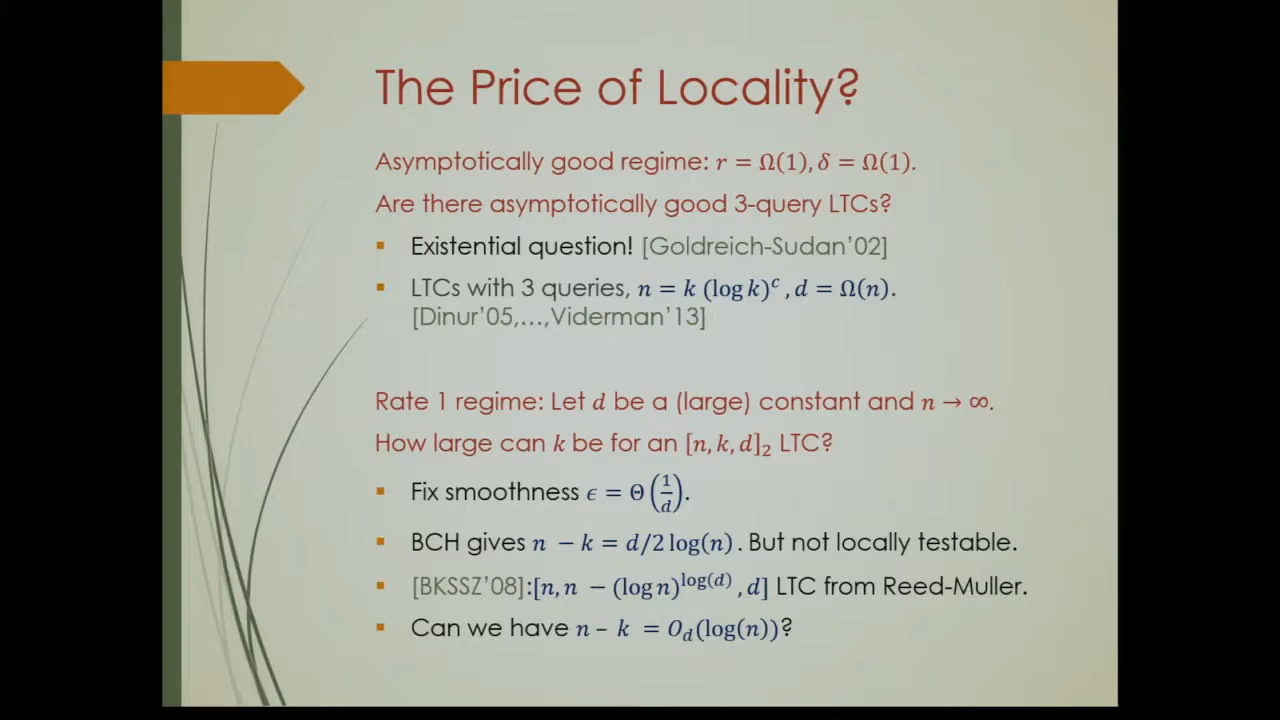 The Price of Locality?
Asymptotically good regime: r = Ω(1), δ = Ω(1).
Are there asymptotically good 3-query LTCs?
▪ Existential question! [Goldreich-Sudan'02]
▪ LTCs with 3 queries, n = k (log k)^c , d = Ω(n).
[Dinur'05,…,Viderman'13]
Rate 1 regime: Let d be a (large) constant and n → ∞.
How large can k be for an [n, k, d]₂ LTC?
▪ Fix smoothness ϵ = Θ(1/d).
▪ BCH gives n − k = d/2 log(n) . But not locally testable.
▪ [BKSSZ'08]:[n, n − (log n)^log(d) , d] LTC from Reed-Muller.
▪ Can we have n – k = O_d(log(n))?